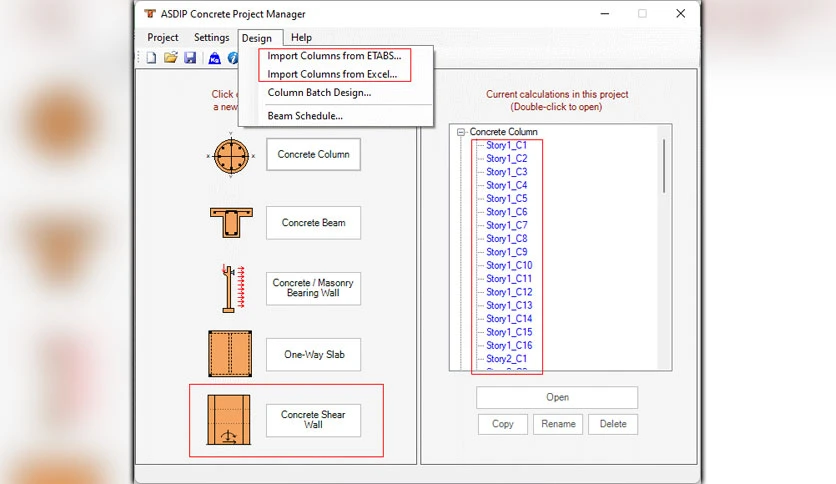 ASDIP Concrete Project Manager
Project Settings Design Help
Import Columns from ETABS...
Import Columns from Excel...
Column Batch Design...
Beam Schedule...
Click
a new
Concrete Column
Concrete Beam
Concrete / Masonry
Bearing Wall
One-Way Slab
Concrete Shear
Wall
Current calculations in this project
(Double-click to open)
Concrete Column
Story1_C1
Story1_C2
Story1_C3
Story1_C4
Story1_C5
Story1_C6
Story1_C7
Story1_C8
Story1_C9
Story1_C10
Story1_C11
Story1_C12
Story1_C13
Story1_C14
Story1_C15
Story1_C16
Story2_C1
Open
Copy Rename Delete